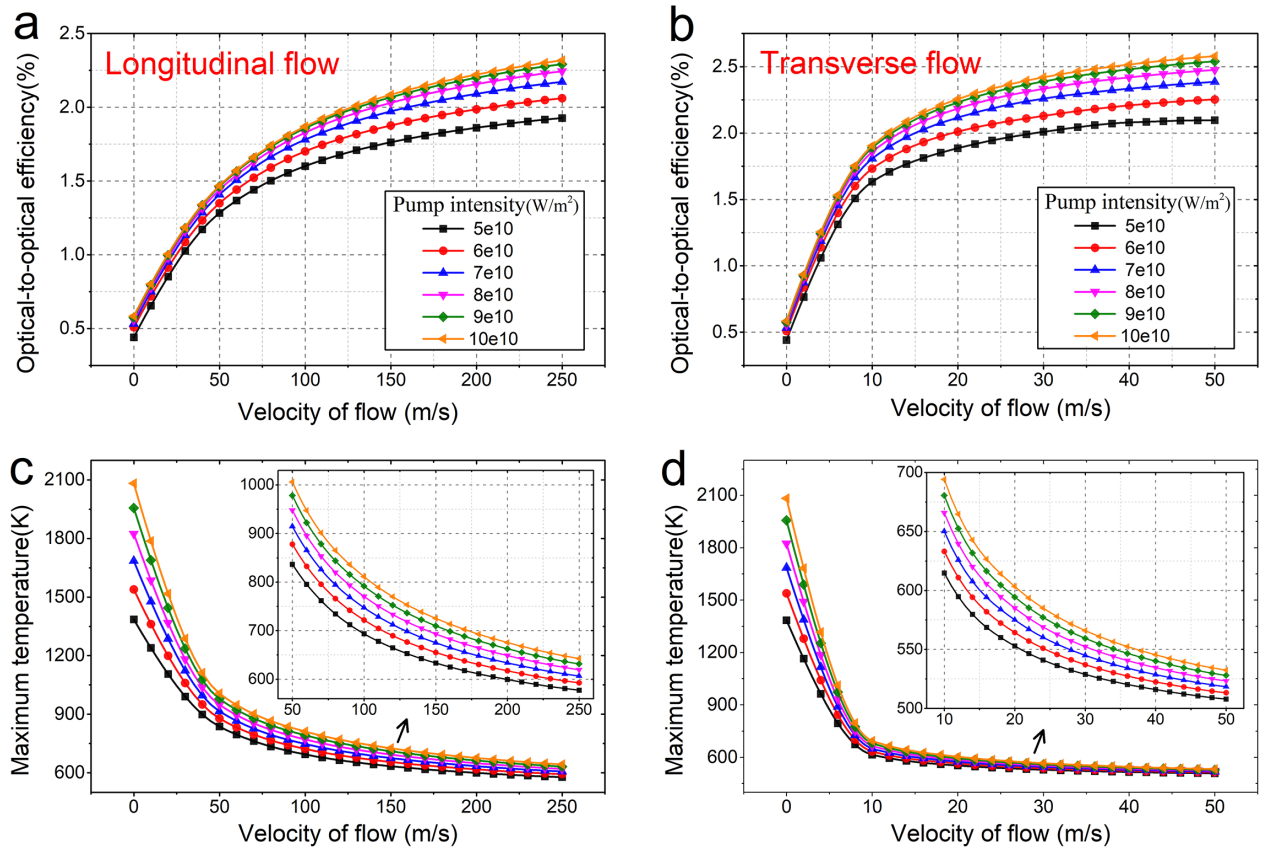 a
Longitudinal flow
Optical-to-optical efficiency(%)
2.5
2.0
1.5
1.0
0.5
Pump intensity(W/m²)
5e10
6e10
7e10
8e10
9e10
10e10
0 50 100 150 200 250
Velocity of flow (m/s)
b
Transverse flow
Optical-to-optical efficiency(%)
2.5
2.0
1.5
1.0
0.5
Pump intensity(W/m²)
5e10
6e10
7e10
8e10
9e10
10e10
0 10 20 30 40 50
Velocity of flow (m/s)
c
Maximum temperature(K)
2100
1800
1500
1200
900
600
1000
900
800
700
600
50 100 150 200 250
0 50 100 150 200 250
Velocity of flow (m/s)
d
Maximum temperature(K)
2100
1800
1500
1200
900
600
700
650
600
550
500
10 20 30 40 50
0 10 20 30 40 50
Velocity of flow (m/s)